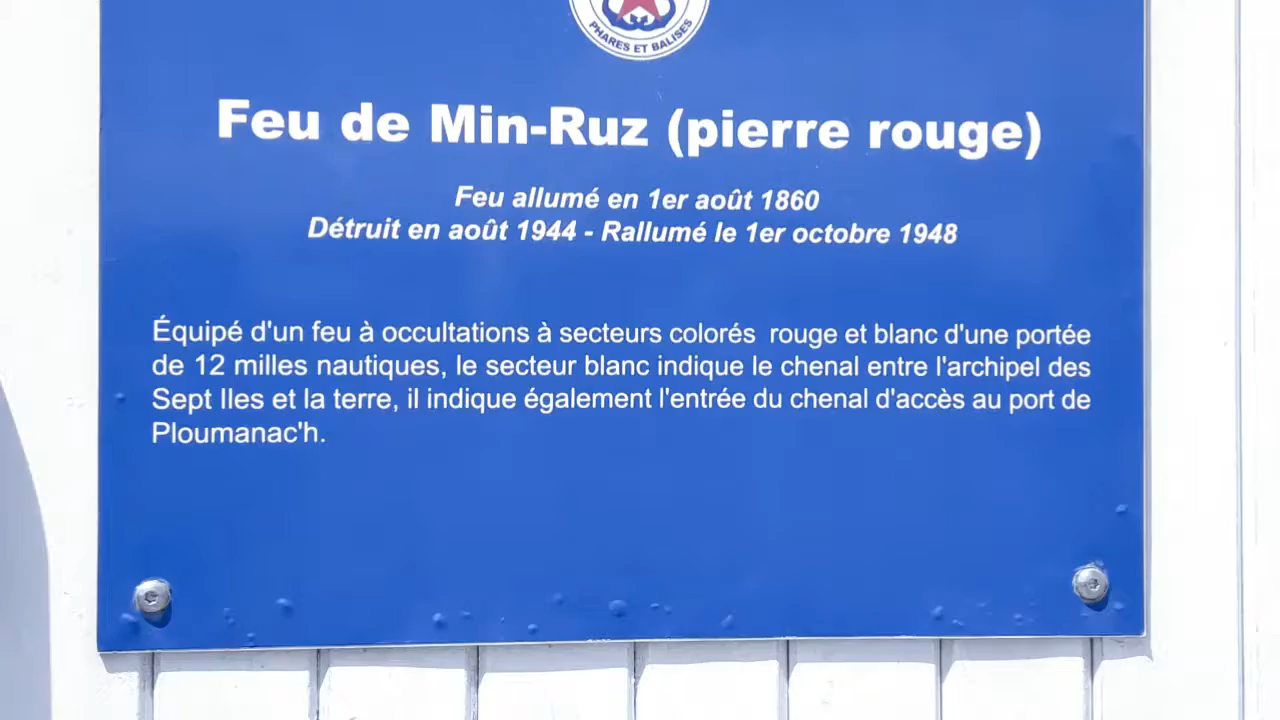 PHARES ET BALISES
Feu de Min-Ruz (pierre rouge)
Feu allumé en 1er août 1860
Détruit en août 1944 - Rallumé le 1er octobre 1948
Équipé d'un feu à occultations à secteurs colorés  rouge et blanc d'une portée
de 12 milles nautiques, le secteur blanc indique le chenal entre l'archipel des
Sept Iles et la terre, il indique également l'entrée du chenal d'accès au port de
Ploumanac'h.